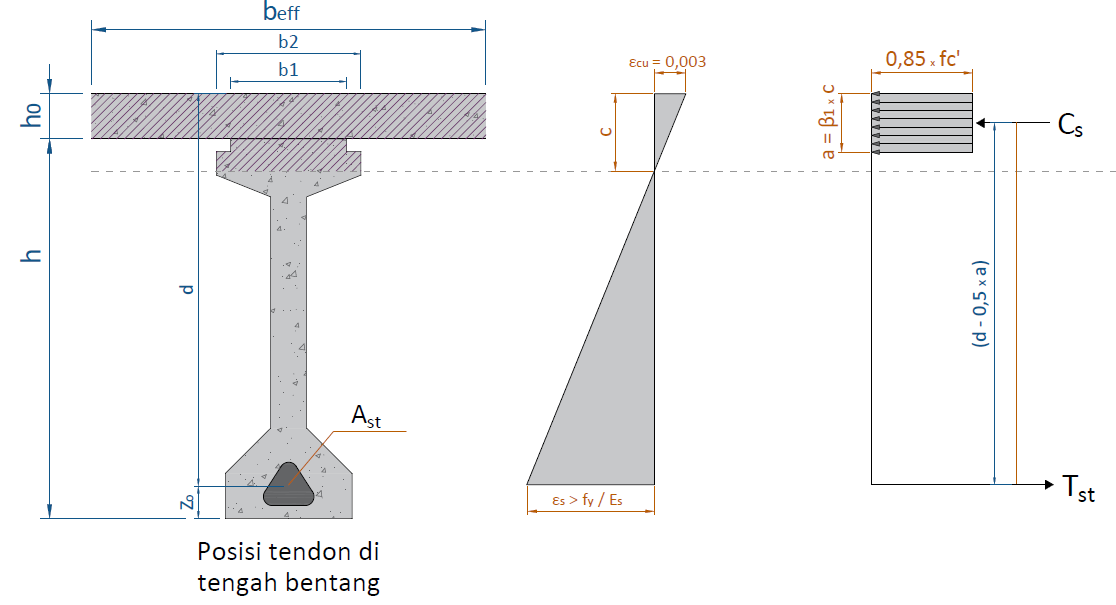 beff
b2
b1
h0
h
d
Zo
Ast
Posisi tendon di
tengah bentang
εcu = 0,003
c
εs > fy / Es
0,85 x fc'
a = β1 x c
Cs
(d - 0,5 x a)
Tst